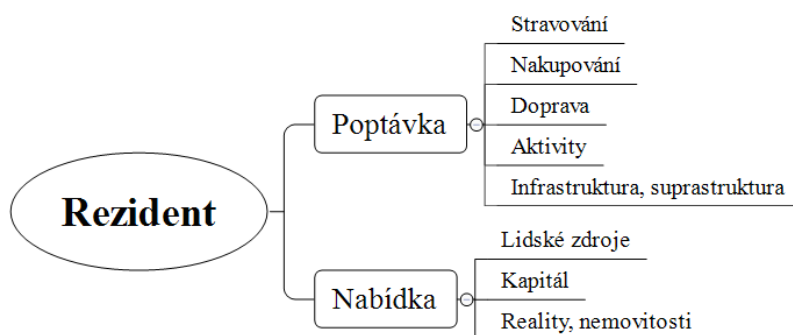 Rezident
Poptávka
Stravování
Nakupování
Doprava
Aktivity
Infrastruktura, suprastruktura
Nabídka
Lidské zdroje
Kapitál
Reality, nemovitosti